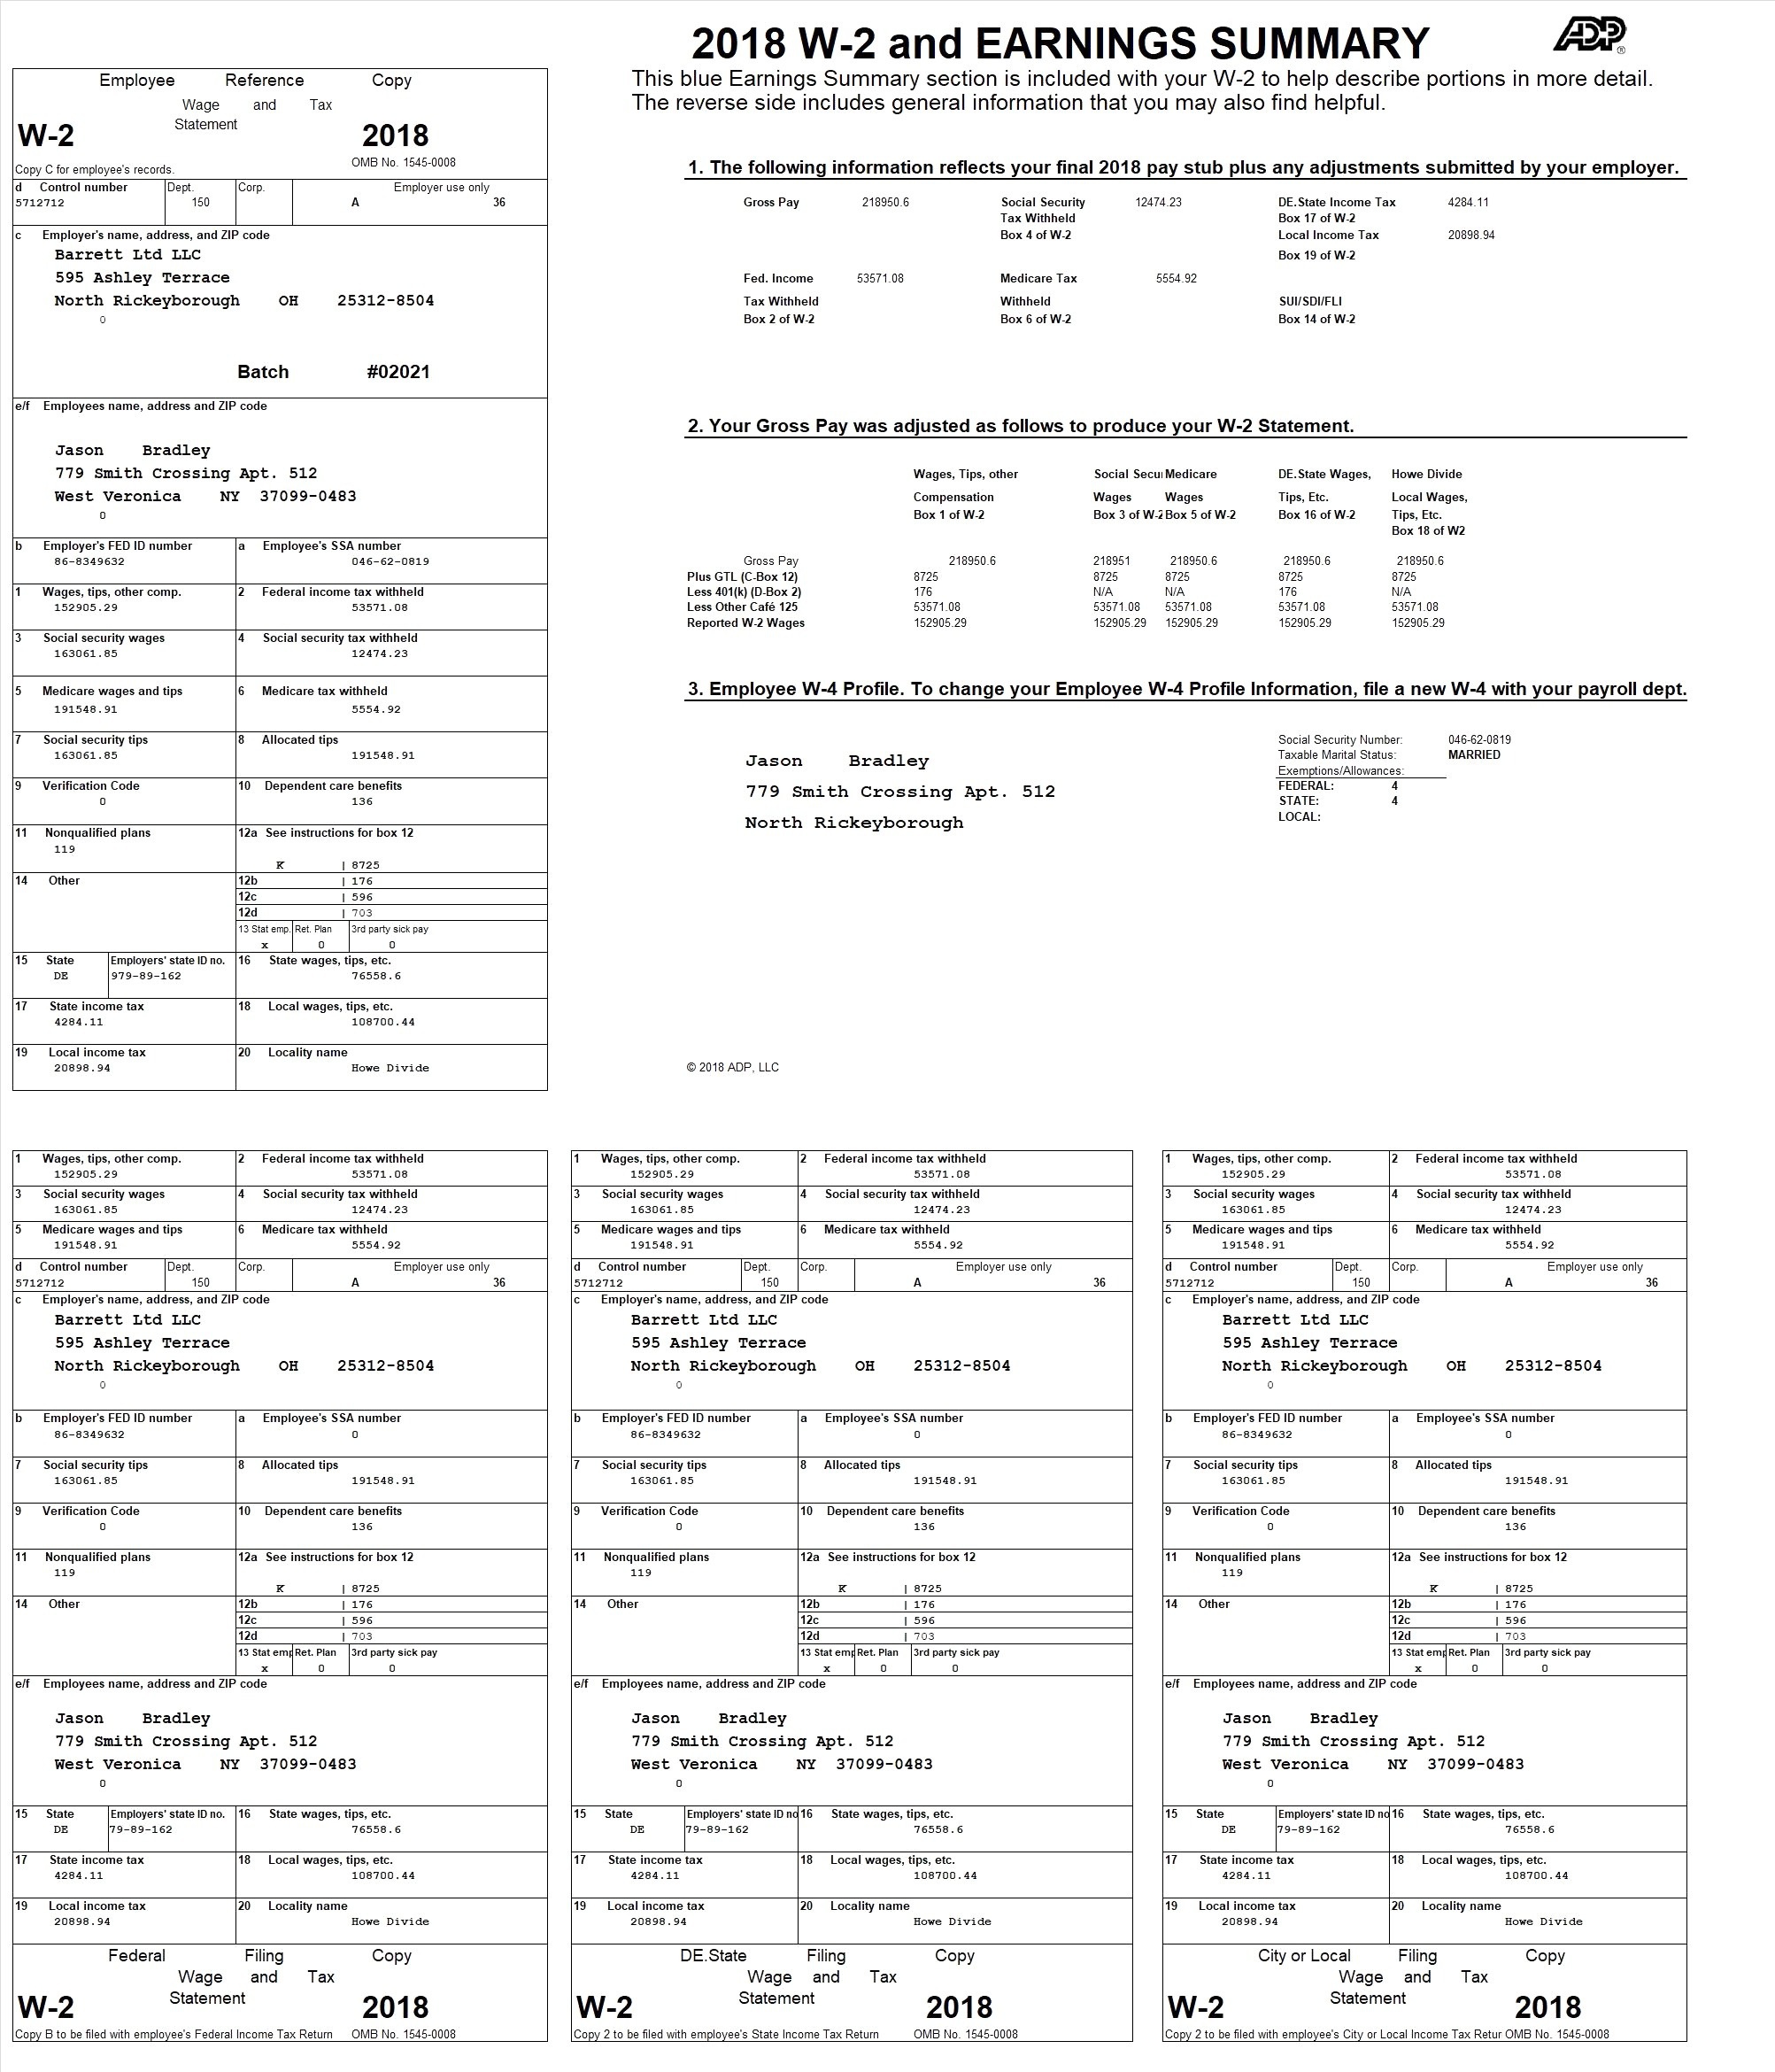 2018 W-2 and EARNINGS SUMMARY
ADP®
This blue Earnings Summary section is included with your W-2 to help describe portions in more detail.
The reverse side includes general information that you may also find helpful.
Employee Reference Copy
Wage and Tax
Statement
W-2 2018
Copy C for employee's records. OMB No. 1545-0008
d Control number Dept. Corp. Employer use only
5712712 150 A 36
c Employer's name, address, and ZIP code
Barrett Ltd LLC
595 Ashley Terrace
North Rickeyborough OH 25312-8504
0
Batch #02021
e/f Employees name, address and ZIP code
Jason Bradley
779 Smith Crossing Apt. 512
West Veronica NY 37099-0483
0
b Employer's FED ID number a Employee's SSA number
86-8349632 046-62-0819
1 Wages, tips, other comp. 2 Federal income tax withheld
152905.29 53571.08
3 Social security wages 4 Social security tax withheld
163061.85 12474.23
5 Medicare wages and tips 6 Medicare tax withheld
191548.91 5554.92
7 Social security tips 8 Allocated tips
163061.85 191548.91
9 Verification Code 10 Dependent care benefits
0 136
11 Nonqualified plans 12a See instructions for box 12
119
K | 8725
14 Other 12b | 176
12c | 596
12d | 703
13 Stat emp. Ret. Plan 3rd party sick pay
x 0 0
15 State Employers' state ID no. 16 State wages, tips, etc.
DE 979-89-162 76558.6
17 State income tax 18 Local wages, tips, etc.
4284.11 108700.44
19 Local income tax 20 Locality name
20898.94 Howe Divide
1. The following information reflects your final 2018 pay stub plus any adjustments submitted by your employer.
Gross Pay 218950.6 Social Security 12474.23 DE.State Income Tax 4284.11
Tax Withheld Box 17 of W-2
Box 4 of W-2 Local Income Tax 20898.94
Box 19 of W-2
Fed. Income 53571.08 Medicare Tax 5554.92
Tax Withheld Withheld SUI/SDI/FLI
Box 2 of W-2 Box 6 of W-2 Box 14 of W-2
2. Your Gross Pay was adjusted as follows to produce your W-2 Statement.
Wages, Tips, other Social Secu Medicare DE.State Wages, Howe Divide
Compensation Wages Wages Tips, Etc. Local Wages,
Box 1 of W-2 Box 3 of W-2 Box 5 of W-2 Box 16 of W-2 Tips, Etc.
Box 18 of W2
Gross Pay 218950.6 218951 218950.6 218950.6 218950.6
Plus GTL (C-Box 12) 8725 8725 8725 8725 8725
Less 401(k) (D-Box 2) 176 N/A N/A 176 N/A
Less Other Café 125 53571.08 53571.08 53571.08 53571.08 53571.08
Reported W-2 Wages 152905.29 152905.29 152905.29 152905.29 152905.29
3. Employee W-4 Profile. To change your Employee W-4 Profile Information, file a new W-4 with your payroll dept.
Jason Bradley
779 Smith Crossing Apt. 512
North Rickeyborough
Social Security Number: 046-62-0819
Taxable Marital Status: MARRIED
Exemptions/Allowances:
FEDERAL: 4
STATE: 4
LOCAL:
© 2018 ADP, LLC
1 Wages, tips, other comp. 2 Federal income tax withheld
152905.29 53571.08
3 Social security wages 4 Social security tax withheld
163061.85 12474.23
5 Medicare wages and tips 6 Medicare tax withheld
191548.91 5554.92
d Control number Dept. Corp. Employer use only
5712712 150 A 36
c Employer's name, address, and ZIP code
Barrett Ltd LLC
595 Ashley Terrace
North Rickeyborough OH 25312-8504
0
b Employer's FED ID number a Employee's SSA number
86-8349632 0
7 Social security tips 8 Allocated tips
163061.85 191548.91
9 Verification Code 10 Dependent care benefits
0 136
11 Nonqualified plans 12a See instructions for box 12
119
K | 8725
14 Other 12b | 176
12c | 596
12d | 703
13 Stat emp Ret. Plan 3rd party sick pay
x 0 0
e/f Employees name, address and ZIP code
Jason Bradley
779 Smith Crossing Apt. 512
West Veronica NY 37099-0483
0
15 State Employers' state ID no. 16 State wages, tips, etc.
DE 79-89-162 76558.6
17 State income tax 18 Local wages, tips, etc.
4284.11 108700.44
19 Local income tax 20 Locality name
20898.94 Howe Divide
Federal Filing Copy
Wage and Tax
Statement
W-2 2018
Copy B to be filed with employee's Federal Income Tax Return OMB No. 1545-0008
1 Wages, tips, other comp. 2 Federal income tax withheld
152905.29 53571.08
3 Social security wages 4 Social security tax withheld
163061.85 12474.23
5 Medicare wages and tips 6 Medicare tax withheld
191548.91 5554.92
d Control number Dept. Corp. Employer use only
5712712 150 A 36
c Employer's name, address, and ZIP code
Barrett Ltd LLC
595 Ashley Terrace
North Rickeyborough OH 25312-8504
0
b Employer's FED ID number a Employee's SSA number
86-8349632 0
7 Social security tips 8 Allocated tips
163061.85 191548.91
9 Verification Code 10 Dependent care benefits
0 136
11 Nonqualified plans 12a See instructions for box 12
119
K | 8725
14 Other 12b | 176
12c | 596
12d | 703
13 Stat emp Ret. Plan 3rd party sick pay
x 0 0
e/f Employees name, address and ZIP code
Jason Bradley
779 Smith Crossing Apt. 512
West Veronica NY 37099-0483
0
15 State Employers' state ID no 16 State wages, tips, etc.
DE 79-89-162 76558.6
17 State income tax 18 Local wages, tips, etc.
4284.11 108700.44
19 Local income tax 20 Locality name
20898.94 Howe Divide
DE.State Filing Copy
Wage and Tax
Statement
W-2 2018
Copy 2 to be filed with employee's State Income Tax Return OMB No. 1545-0008
1 Wages, tips, other comp. 2 Federal income tax withheld
152905.29 53571.08
3 Social security wages 4 Social security tax withheld
163061.85 12474.23
5 Medicare wages and tips 6 Medicare tax withheld
191548.91 5554.92
d Control number Dept. Corp. Employer use only
5712712 150 A 36
c Employer's name, address, and ZIP code
Barrett Ltd LLC
595 Ashley Terrace
North Rickeyborough OH 25312-8504
0
b Employer's FED ID number a Employee's SSA number
86-8349632 0
7 Social security tips 8 Allocated tips
163061.85 191548.91
9 Verification Code 10 Dependent care benefits
0 136
11 Nonqualified plans 12a See instructions for box 12
119
K | 8725
14 Other 12b | 176
12c | 596
12d | 703
13 Stat emp Ret. Plan 3rd party sick pay
x 0 0
e/f Employees name, address and ZIP code
Jason Bradley
779 Smith Crossing Apt. 512
West Veronica NY 37099-0483
0
15 State Employers' state ID no 16 State wages, tips, etc.
DE 79-89-162 76558.6
17 State income tax 18 Local wages, tips, etc.
4284.11 108700.44
19 Local income tax 20 Locality name
20898.94 Howe Divide
City or Local Filing Copy
Wage and Tax
Statement
W-2 2018
Copy 2 to be filed with employee's City or Local Income Tax Retur OMB No. 1545-0008